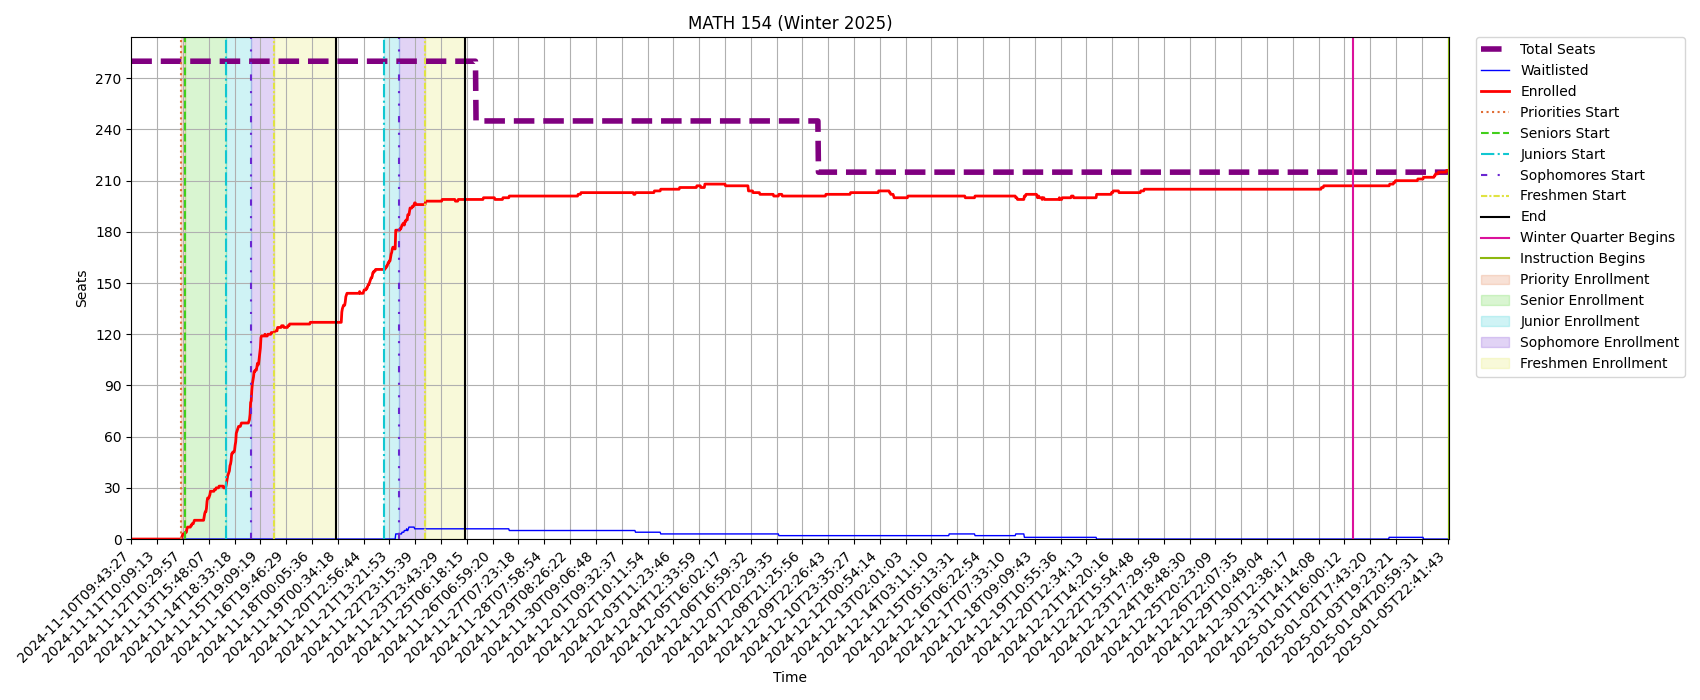 MATH 154 (Winter 2025)
270
240
210
180
150
120
90
60
30
0
Seats
2024-11-10T09:43:27
2024-11-11T10:09:13
2024-11-12T10:29:57
2024-11-13T15:48:07
2024-11-14T18:33:18
2024-11-15T19:09:19
2024-11-16T19:46:29
2024-11-18T00:05:36
2024-11-19T00:34:18
2024-11-20T12:56:44
2024-11-21T13:21:53
2024-11-22T23:15:39
2024-11-23T23:43:29
2024-11-25T06:18:15
2024-11-26T06:59:20
2024-11-27T07:23:18
2024-11-28T07:58:54
2024-11-29T08:26:22
2024-11-30T09:06:48
2024-12-01T09:32:37
2024-12-02T10:11:54
2024-12-03T11:23:46
2024-12-04T12:33:59
2024-12-05T16:02:17
2024-12-06T16:59:32
2024-12-07T20:29:35
2024-12-08T21:25:56
2024-12-09T22:26:43
2024-12-10T23:35:27
2024-12-12T00:54:14
2024-12-13T02:01:03
2024-12-14T03:11:10
2024-12-15T05:13:31
2024-12-16T06:22:54
2024-12-17T07:33:10
2024-12-18T09:09:43
2024-12-19T10:55:36
2024-12-20T12:34:13
2024-12-21T14:20:16
2024-12-22T15:54:48
2024-12-23T17:29:58
2024-12-24T18:48:30
2024-12-25T20:23:09
2024-12-26T22:07:35
2024-12-29T10:49:04
2024-12-30T12:38:17
2024-12-31T14:14:08
2025-01-01T16:00:12
2025-01-02T17:43:20
2025-01-03T19:23:21
2025-01-04T20:59:31
2025-01-05T22:41:43
Time
Total Seats
Waitlisted
Enrolled
Priorities Start
Seniors Start
Juniors Start
Sophomores Start
Freshmen Start
End
Winter Quarter Begins
Instruction Begins
Priority Enrollment
Senior Enrollment
Junior Enrollment
Sophomore Enrollment
Freshmen Enrollment